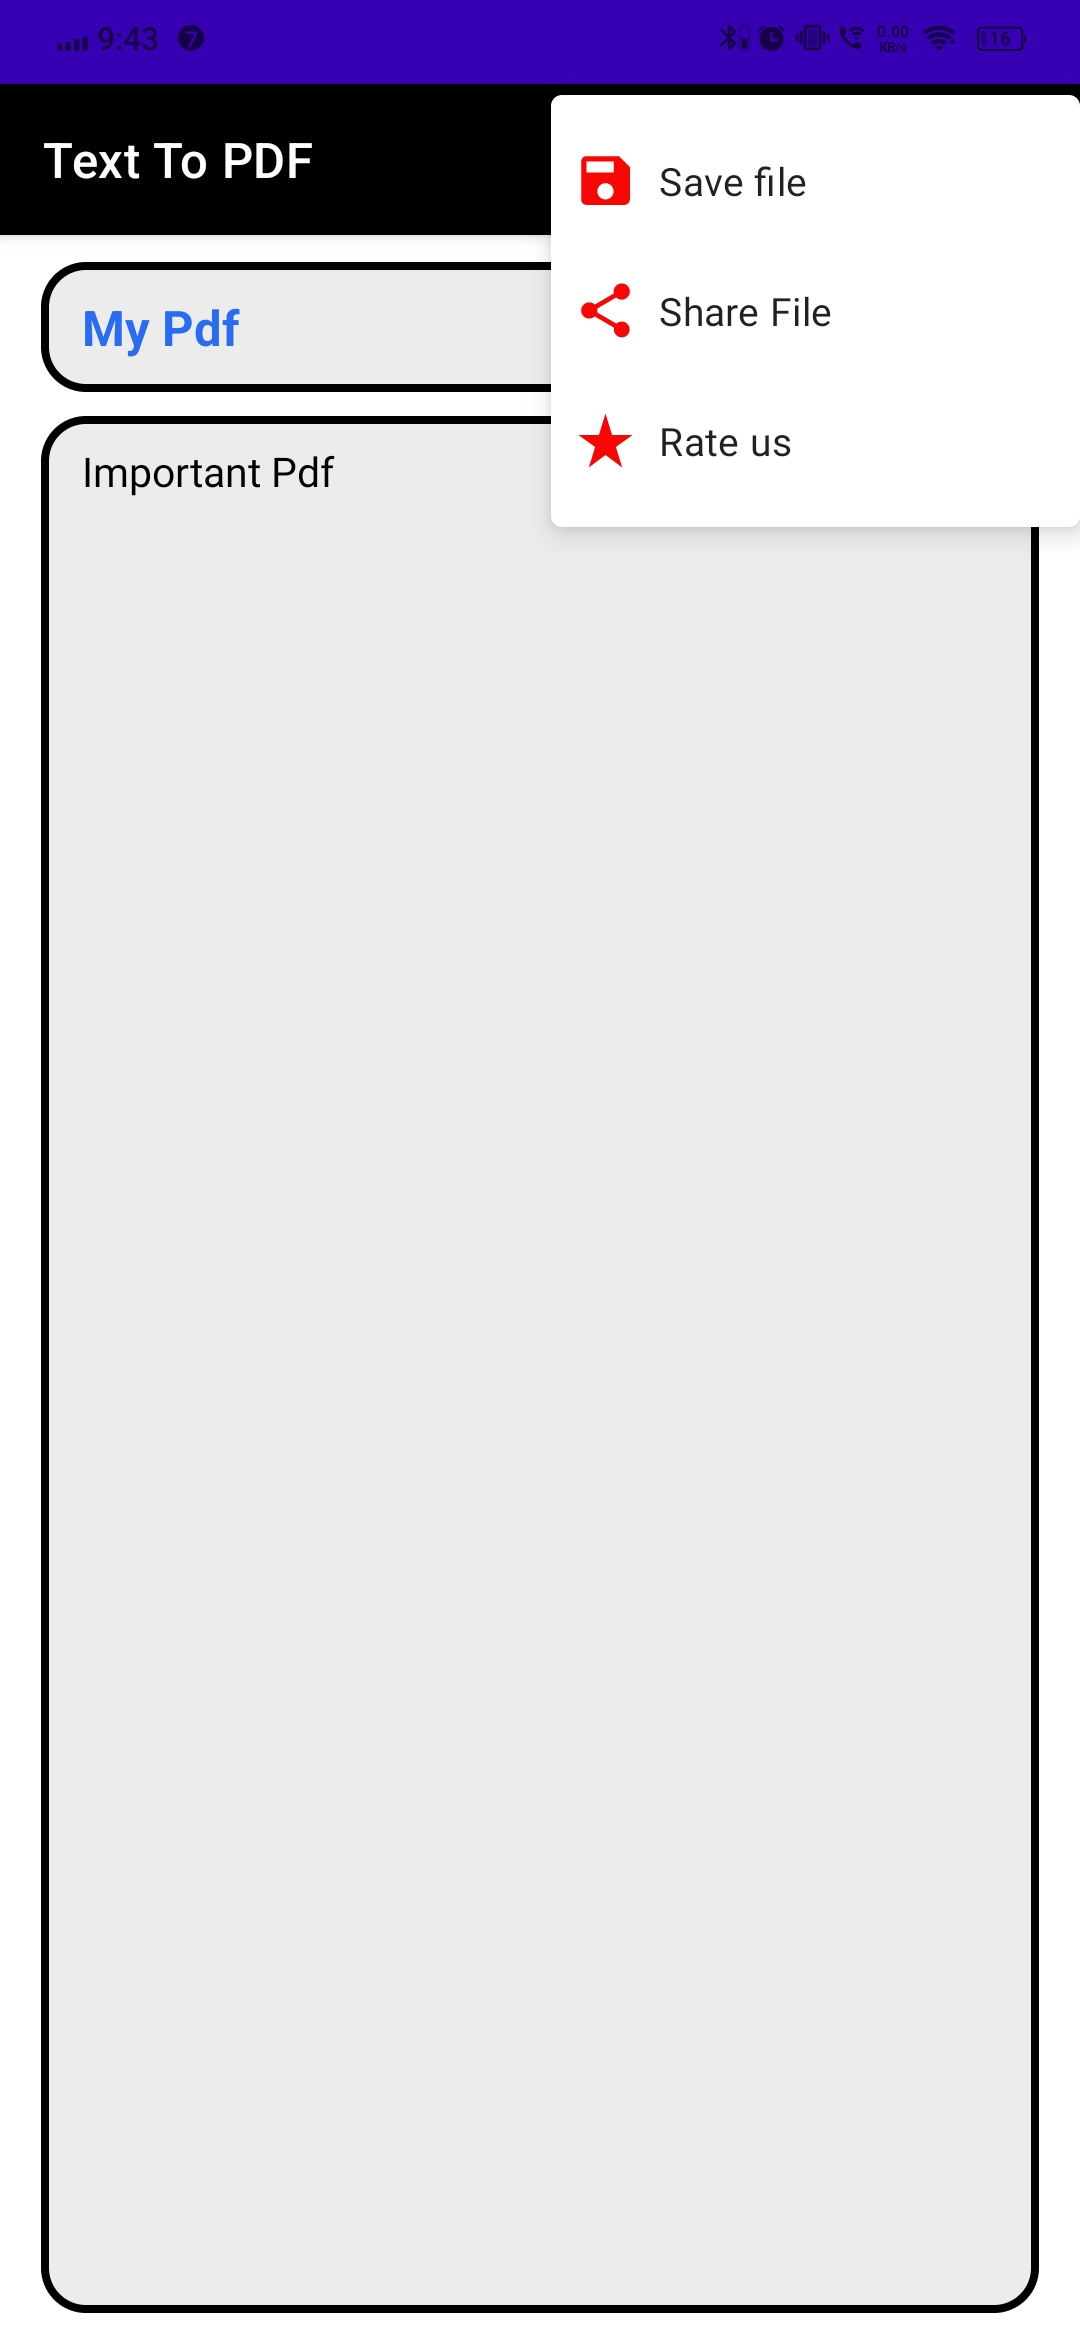 9:43 7 0.00 KB/s 16
Text To PDF
Save file
Share File
Rate us
My Pdf
Important Pdf